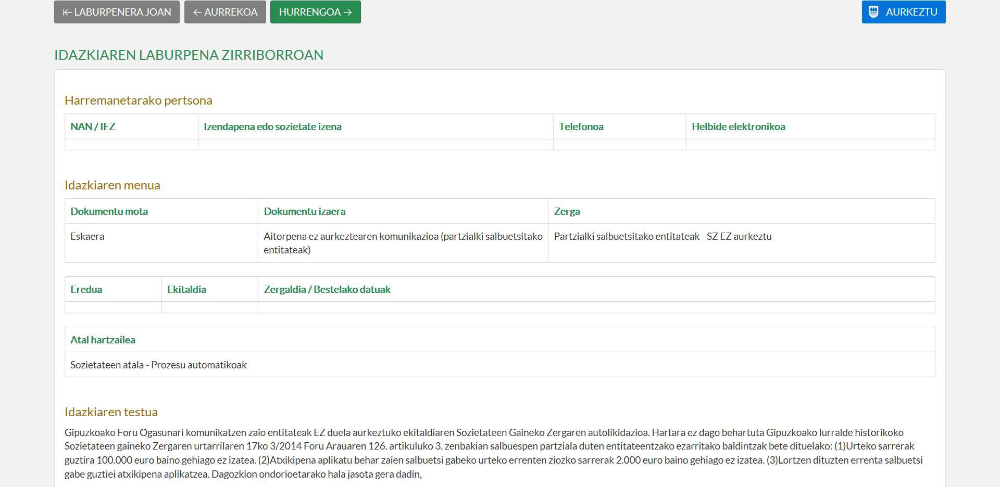 LABURPENERA JOAN
AURREKOA
HURRENGOA
AURKEZTU
IDAZKIAREN LABURPENA ZIRRIBORROAN
Harremanetarako pertsona
NAN / IFZ
Izendapena edo sozietate izena
Telefonoa
Helbide elektronikoa
Idazkiaren menua
Dokumentu mota
Dokumentu izaera
Zerga
Eskaera
Aitorpena ez aurkeztearen komunikazioa (partzialki salbuetsitako
entitateak)
Partzialki salbuetsitako entitateak - SZ EZ aurkeztu
Eredua
Ekitaldia
Zergaldia / Bestelako datuak
Atal hartzailea
Sozietateen atala - Prozesu automatikoak
Idazkiaren testua
Gipuzkoako Foru Ogasunari komunikatzen zaio entitateak EZ duela aurkeztuko ekitaldiaren Sozietateen Gaineko Zergaren autolikidazioa. Hartara ez dago behartuta Gipuzkoako lurralde historikoko
Sozietateen gaineko Zergaren urtarrilaren 17ko 3/2014 Foru Arauaren 126. artikuluko 3. zenbakian salbuespen partziala duten entitateentzako ezarritako baldintzak bete dituelako: (1)Urteko sarrerak
guztira 100.000 euro baino gehiago ez izatea. (2)Atxikipena aplikatu behar zaien salbuetsi gabeko urteko errenten ziozko sarrerak 2.000 euro baino gehiago ez izatea. (3)Lortzen dituzten errenta salbuetsi
gabe guztiei atxikipena aplikatzea. Dagozkion ondorioetarako hala jasota gera dadin,